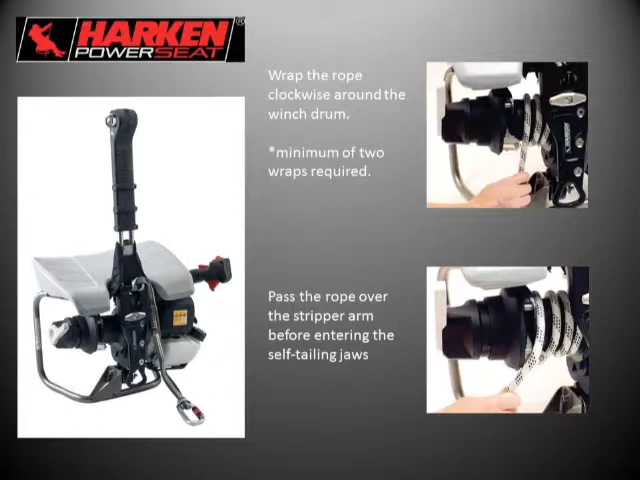 HARKEN®
POWERSEAT
Wrap the rope
clockwise around the
winch drum.
*minimum of two
wraps required.
HARKEN
Pass the rope over
the stripper arm
before entering the
self-tailing jaws